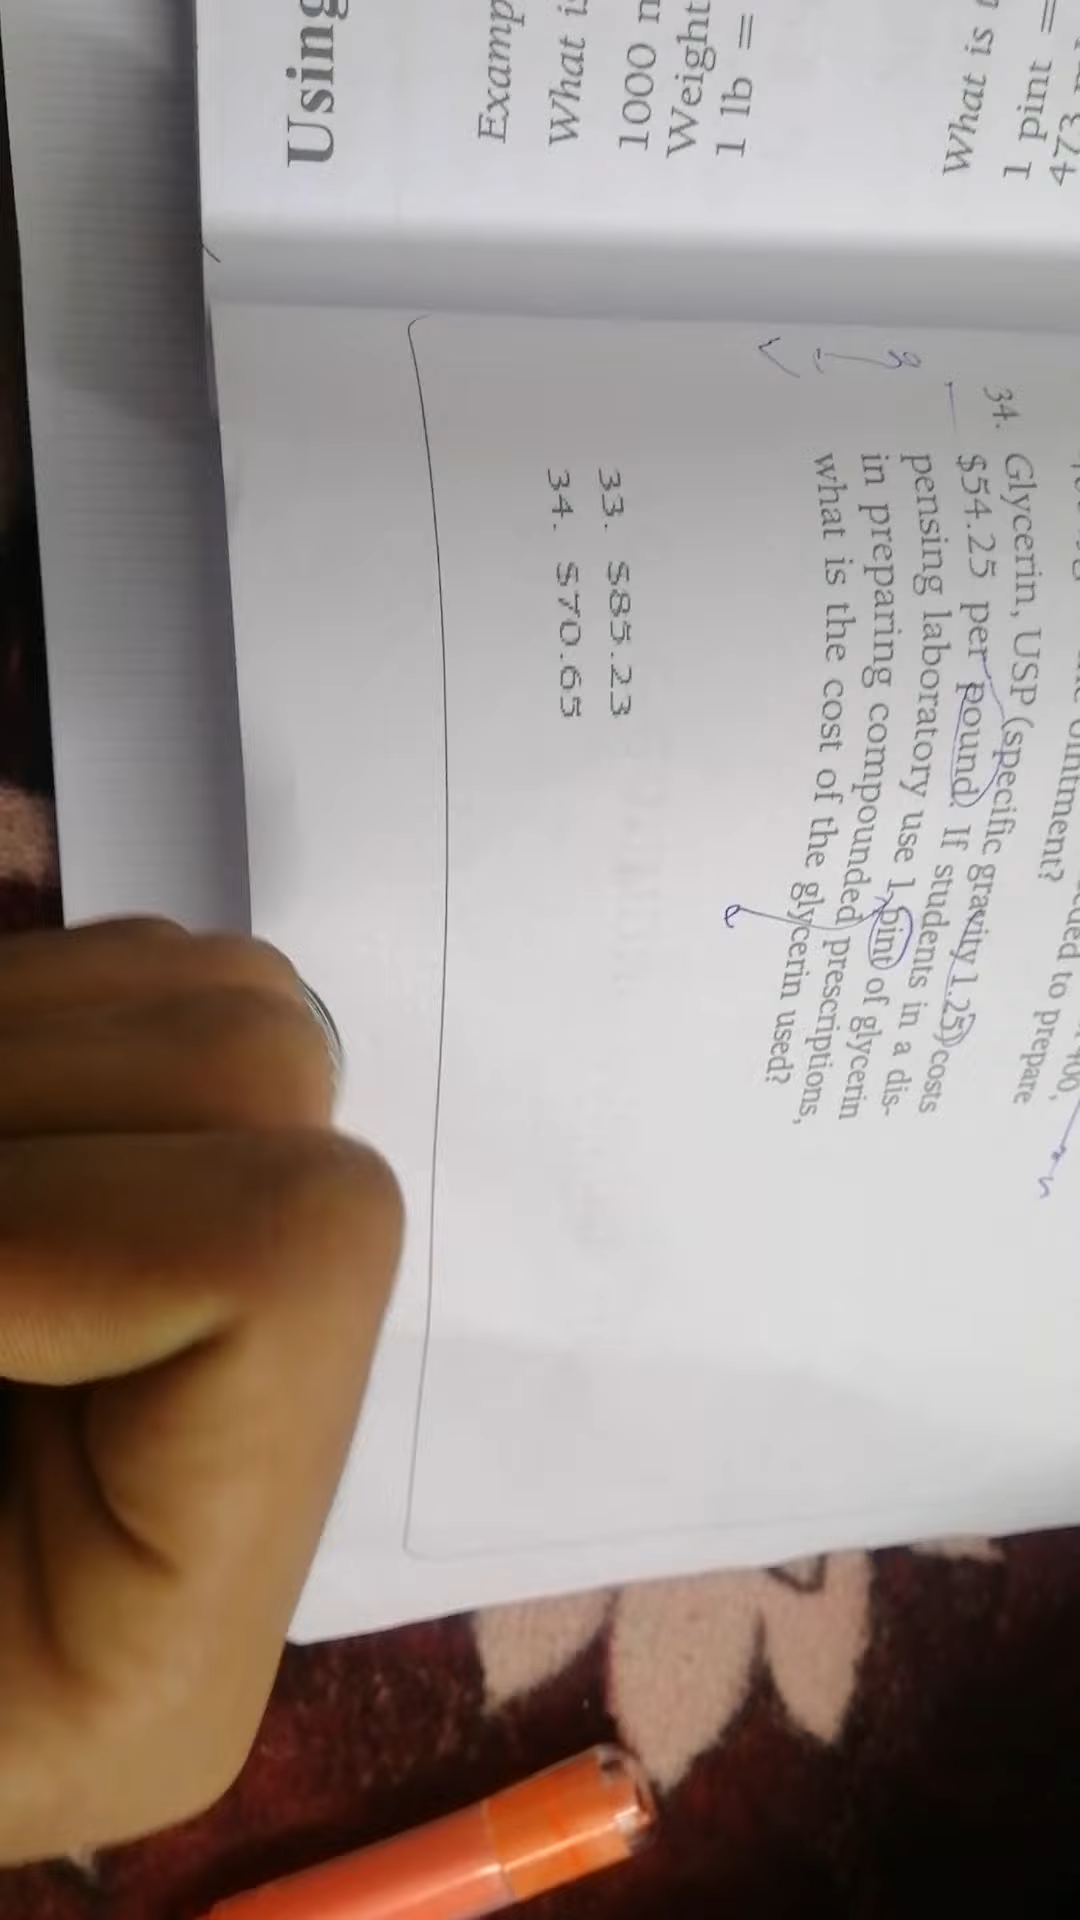 Using
Examp
What i
1000 n
Weight
1 lb =
What is
1 pint =
473
ointment?
to prepare
34. Glycerin, USP (specific gravity 1.25) costs
$54.25 per pound. If students in a dis-
pensing laboratory use 1 pint of glycerin
in preparing compounded prescriptions,
what is the cost of the glycerin used?
33. $85.23
34. $70.65